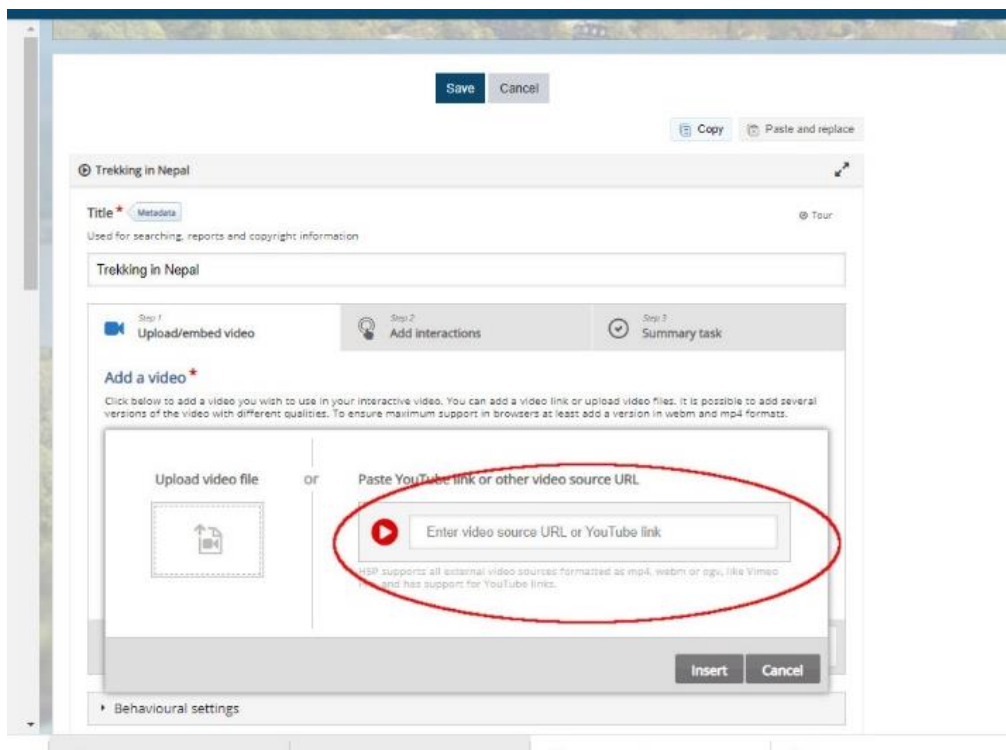 Save Cancel
Copy Paste and replace
Trekking in Nepal
Title * Metadata Tour
Used for searching, reports and copyright information
Trekking in Nepal
Step 1 Step 2 Step 3
Upload/embed video Add interactions Summary task
Add a video *
Click below to add a video you wish to use in your interactive video. You can add a video link or upload video files. It is possible to add several
versions of the video with different qualities. To ensure maximum support in browsers at least add a version in webm and mp4 formats.
Upload video file or Paste YouTube link or other video source URL
Enter video source URL or YouTube link
H5P supports all external video sources formatted as mp4, webm or ogv, like Vimeo
and has support for YouTube links.
Insert Cancel
Behavioural settings